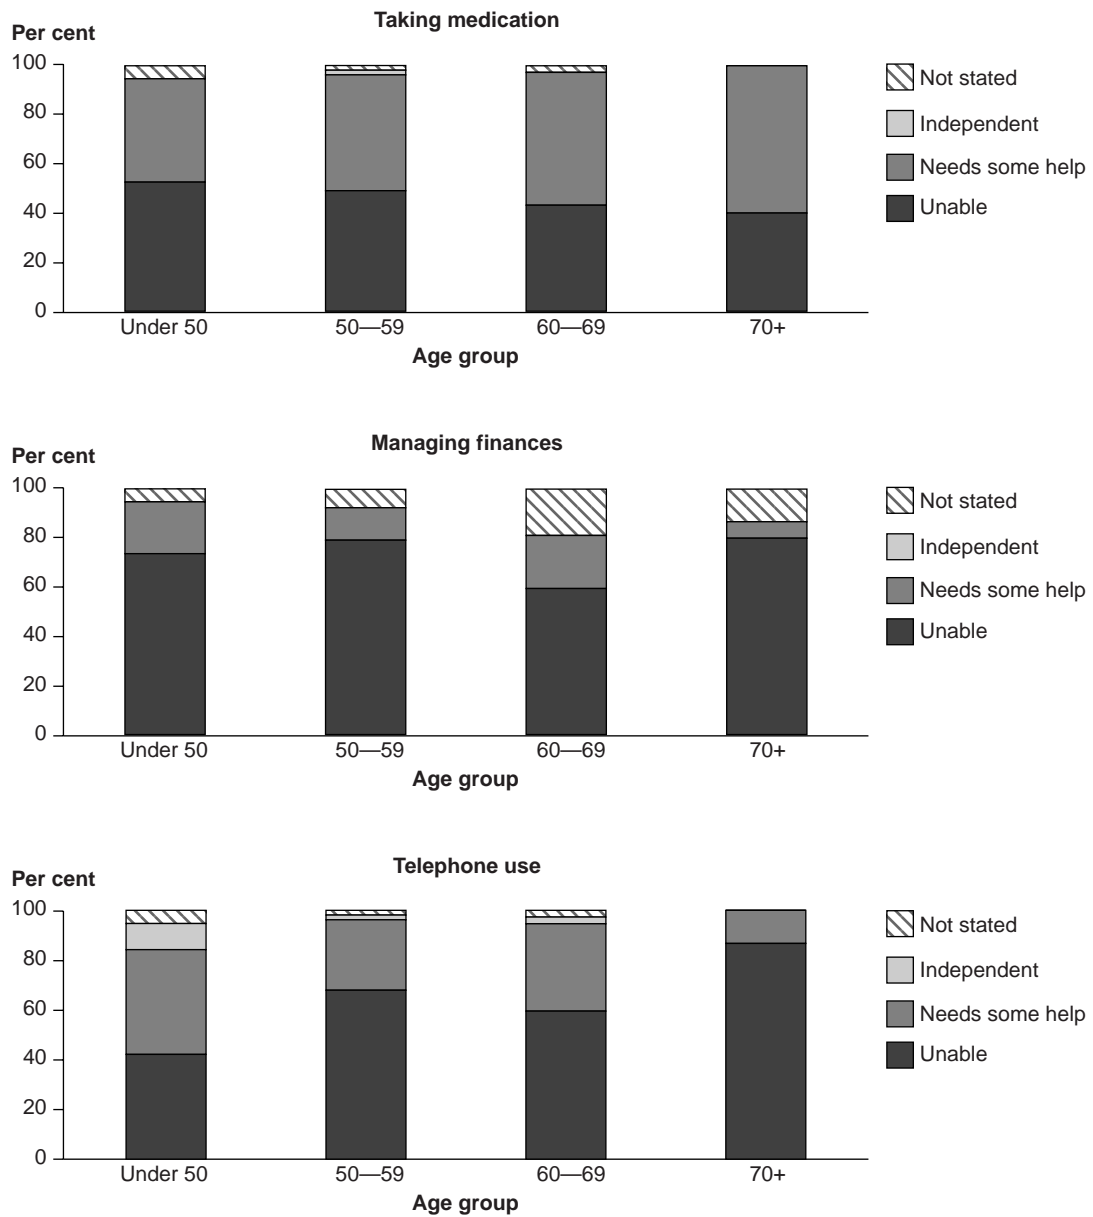 Taking medication
Per cent
100
80
60
40
20
0
Under 50 50—59 60—69 70+
Age group
Not stated
Independent
Needs some help
Unable
Managing finances
Per cent
100
80
60
40
20
0
Under 50 50—59 60—69 70+
Age group
Not stated
Independent
Needs some help
Unable
Telephone use
Per cent
100
80
60
40
20
0
Under 50 50—59 60—69 70+
Age group
Not stated
Independent
Needs some help
Unable